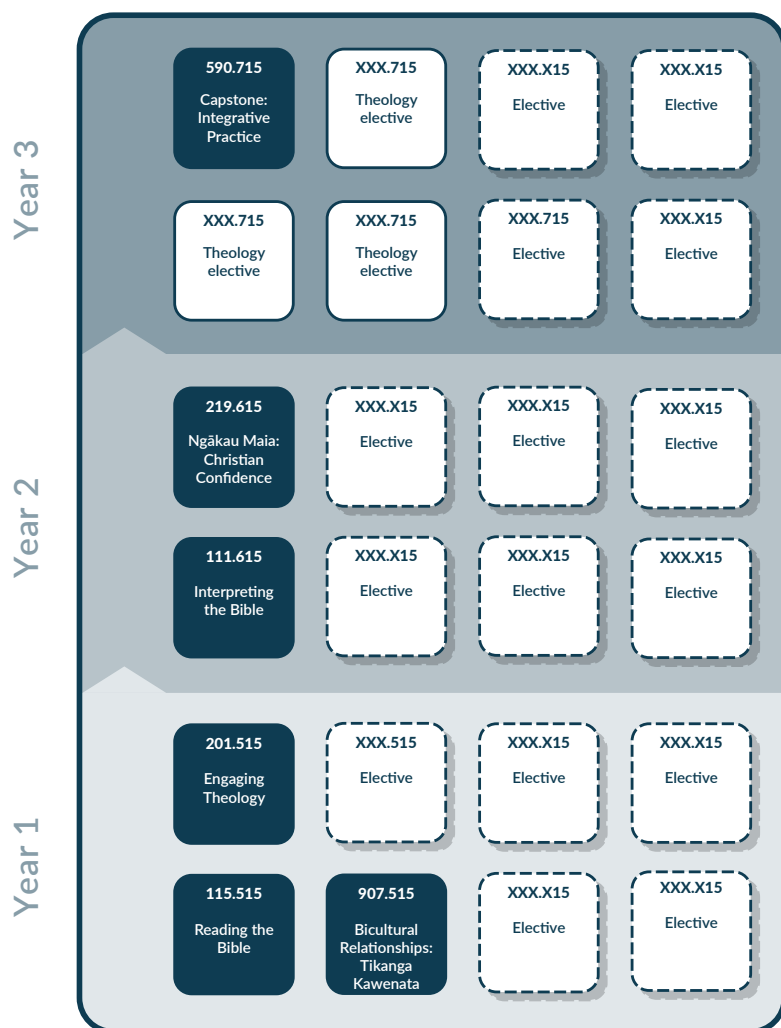 Year 3
590.715
Capstone:
Integrative
Practice
XXX.715
Theology
elective
XXX.X15
Elective
XXX.X15
Elective
XXX.715
Theology
elective
XXX.715
Theology
elective
XXX.715
Elective
XXX.X15
Elective
Year 2
219.615
Ngākau Maia:
Christian
Confidence
XXX.X15
Elective
XXX.X15
Elective
XXX.X15
Elective
111.615
Interpreting
the Bible
XXX.X15
Elective
XXX.X15
Elective
XXX.X15
Elective
Year 1
201.515
Engaging
Theology
XXX.515
Elective
XXX.X15
Elective
XXX.X15
Elective
115.515
Reading the
Bible
907.515
Bicultural
Relationships:
Tikanga
Kawenata
XXX.X15
Elective
XXX.X15
Elective